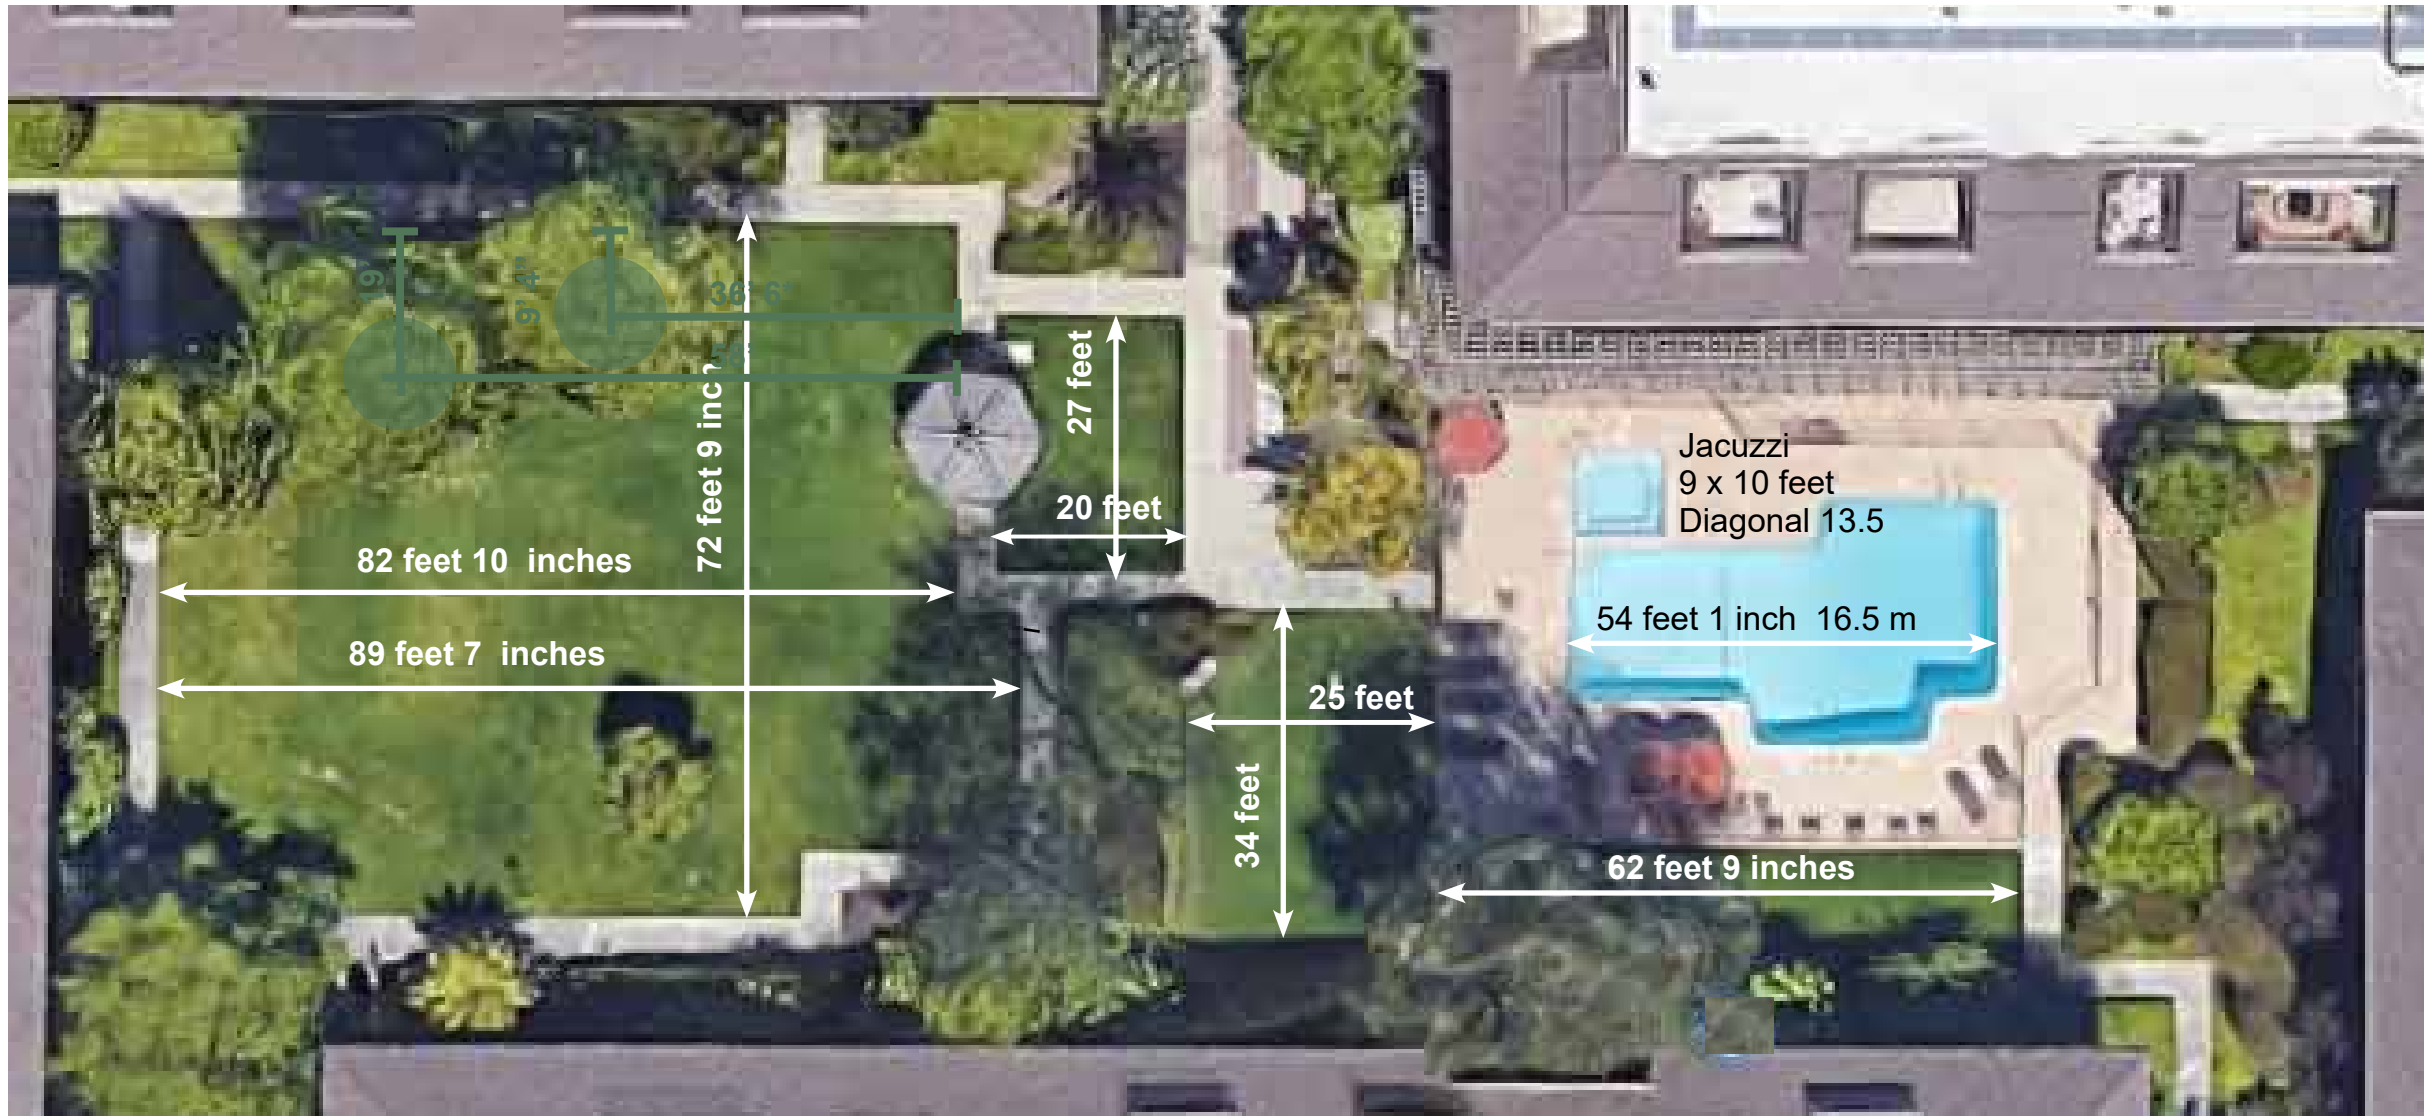 19'
9' 4"
36' 6"
72 feet 9 inc
27 feet
20 feet
Jacuzzi
9 x 10 feet
Diagonal 13.5
82 feet 10 inches
54 feet 1 inch 16.5 m
89 feet 7 inches
25 feet
34 feet
62 feet 9 inches